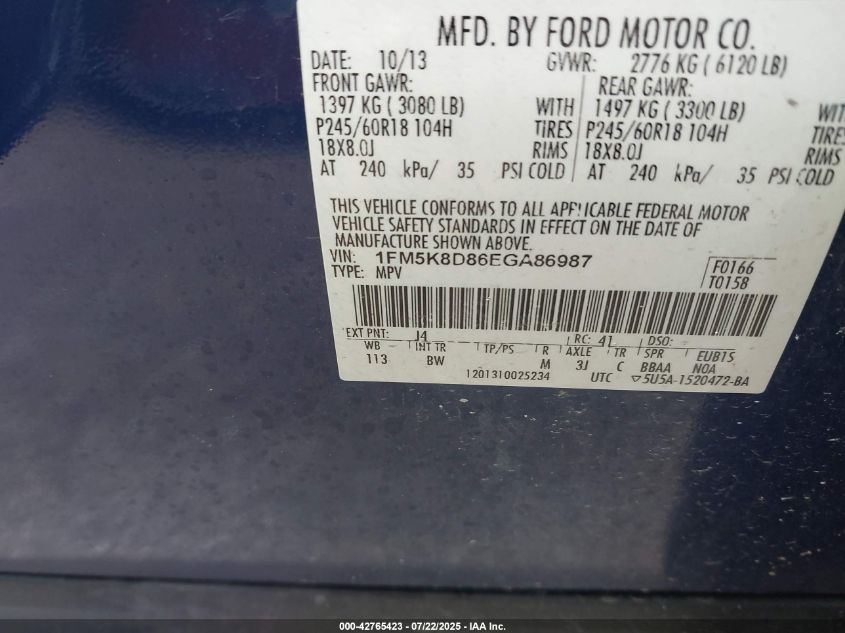 MFD. BY FORD MOTOR CO.
DATE: 10/13 GVWR: 2776 KG ( 6120 LB)
FRONT GAWR: REAR GAWR:
1397 KG ( 3080 LB) WITH 1497 KG ( 3300 LB) WIT
P245/60R18 104H TIRES P245/60R18 104H TIRES
18X8.0J RIMS 18X8.0J RIMS
AT 240 kPa/ 35 PSI COLD AT 240 kPa/ 35 PSI COLD
THIS VEHICLE CONFORMS TO ALL APPLICABLE FEDERAL MOTOR
VEHICLE SAFETY STANDARDS IN EFFECT ON THE DATE OF
MANUFACTURE SHOWN ABOVE.
VIN: 1FM5K8D86EGA86987 F0166
TYPE: MPV T0158
EXT PNT: J4 RC: 41 DSO:
WB INT TR TP/PS R AXLE TR SPR EUB1S
113 BW M 3J C BBAA N0A
1201310025234 UTC ▽5U5A-1520472-BA
000-42765423 - 07/22/2025 - IAA Inc.